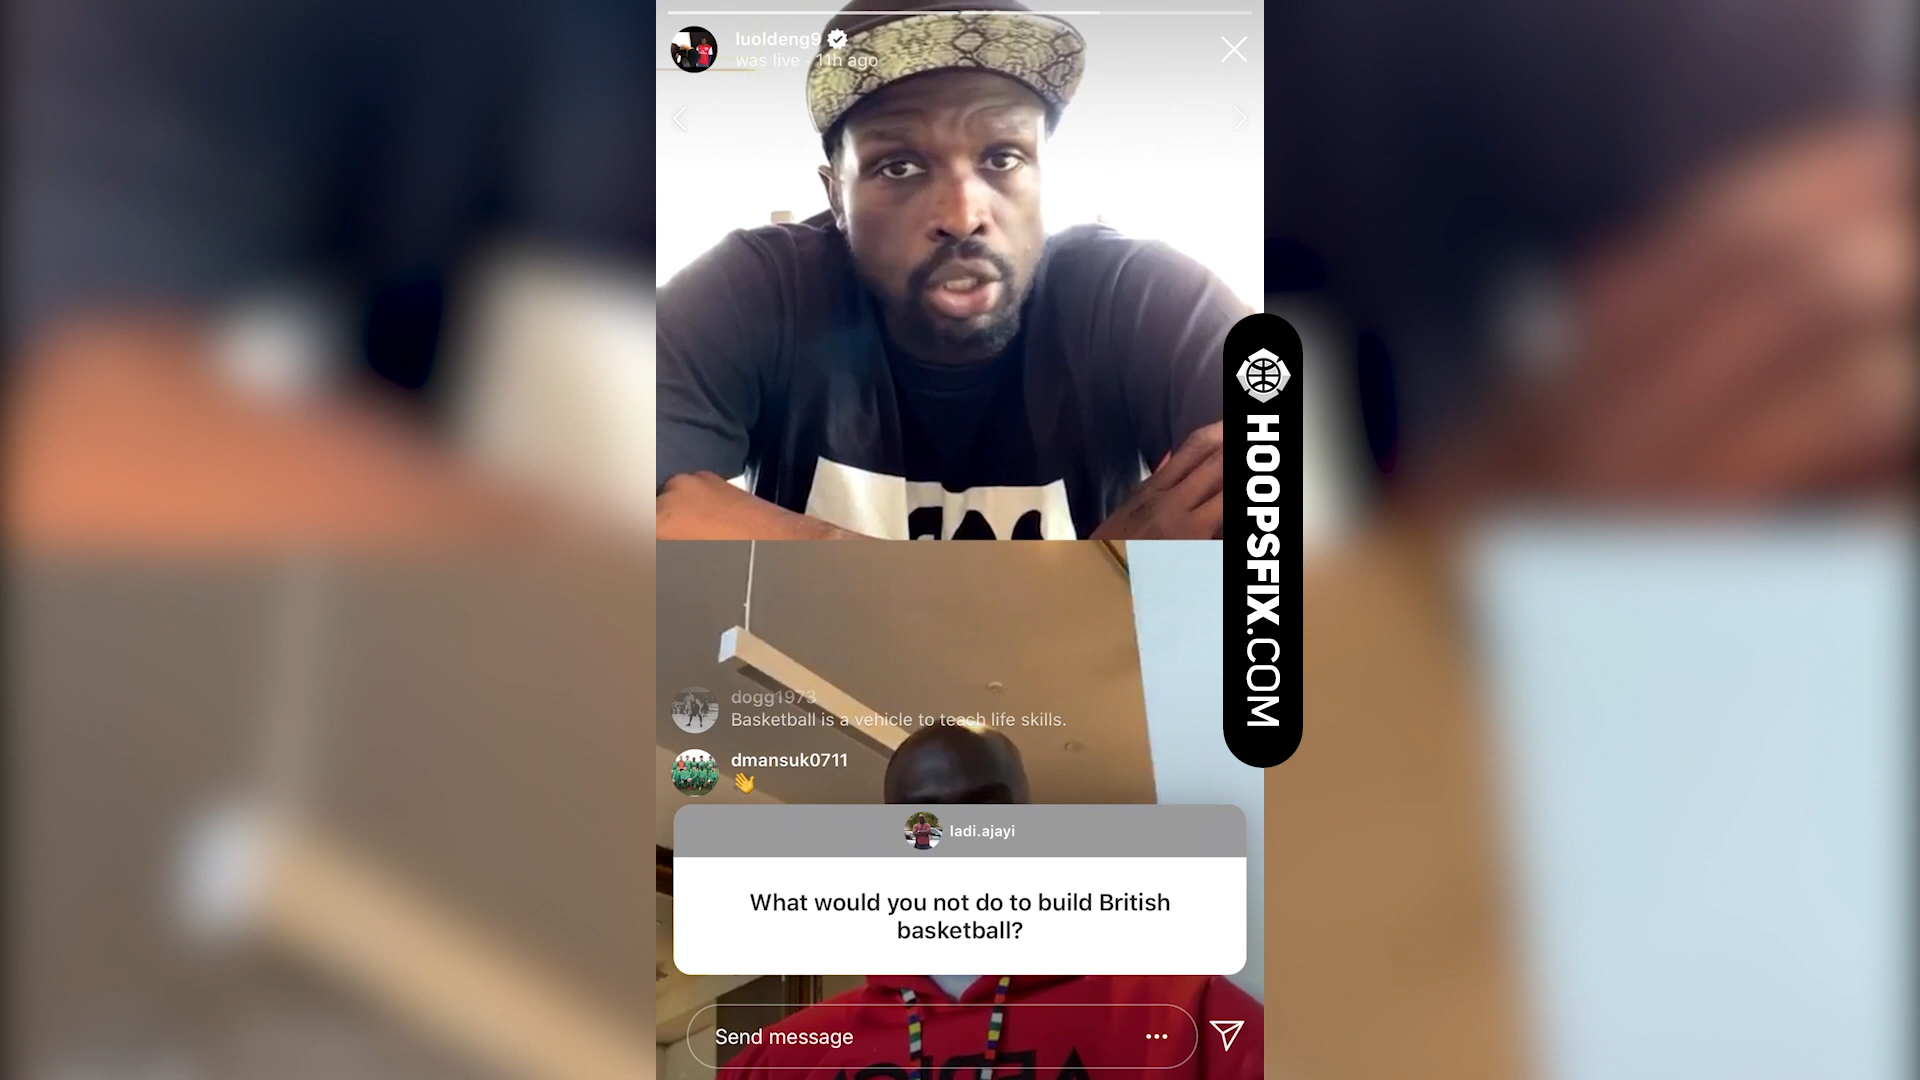 luoldeng9
was live · 11h ago
HOOPSFIX.COM
dogg1973
Basketball is a vehicle to teach life skills.
dmansuk0711
ladi.ajayi
What would you not do to build British
basketball?
Send message